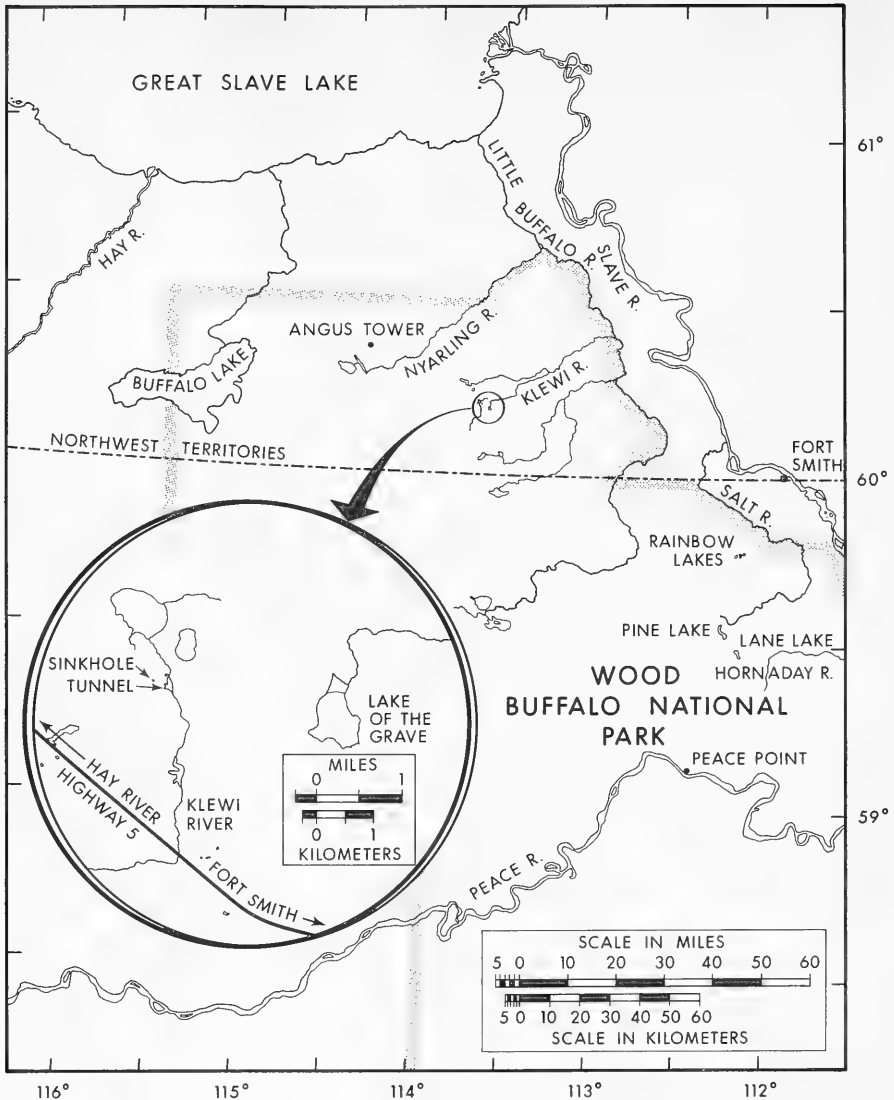 GREAT SLAVE LAKE
61°
LITTLE BUFFALO R.
SLAVE R.
HAY R.
ANGUS TOWER
NYARLING R.
BUFFALO LAKE
KLEWI R.
NORTHWEST TERRITORIES
FORT
SMITH
60°
SALT R.
RAINBOW
LAKES
PINE LAKE
LANE LAKE
HORNADAY R.
WOOD
BUFFALO NATIONAL
PARK
PEACE POINT
59°
PEACE R.
SINKHOLE
TUNNEL
LAKE
OF THE
GRAVE
HAY RIVER
HIGHWAY 5
KLEWI
RIVER
FORT SMITH
MILES
0 1
0 1
KILOMETERS
SCALE IN MILES
5 0 10 20 30 40 50 60
5 0 10 20 30 40 50 60
SCALE IN KILOMETERS
116° 115° 114° 113° 112°